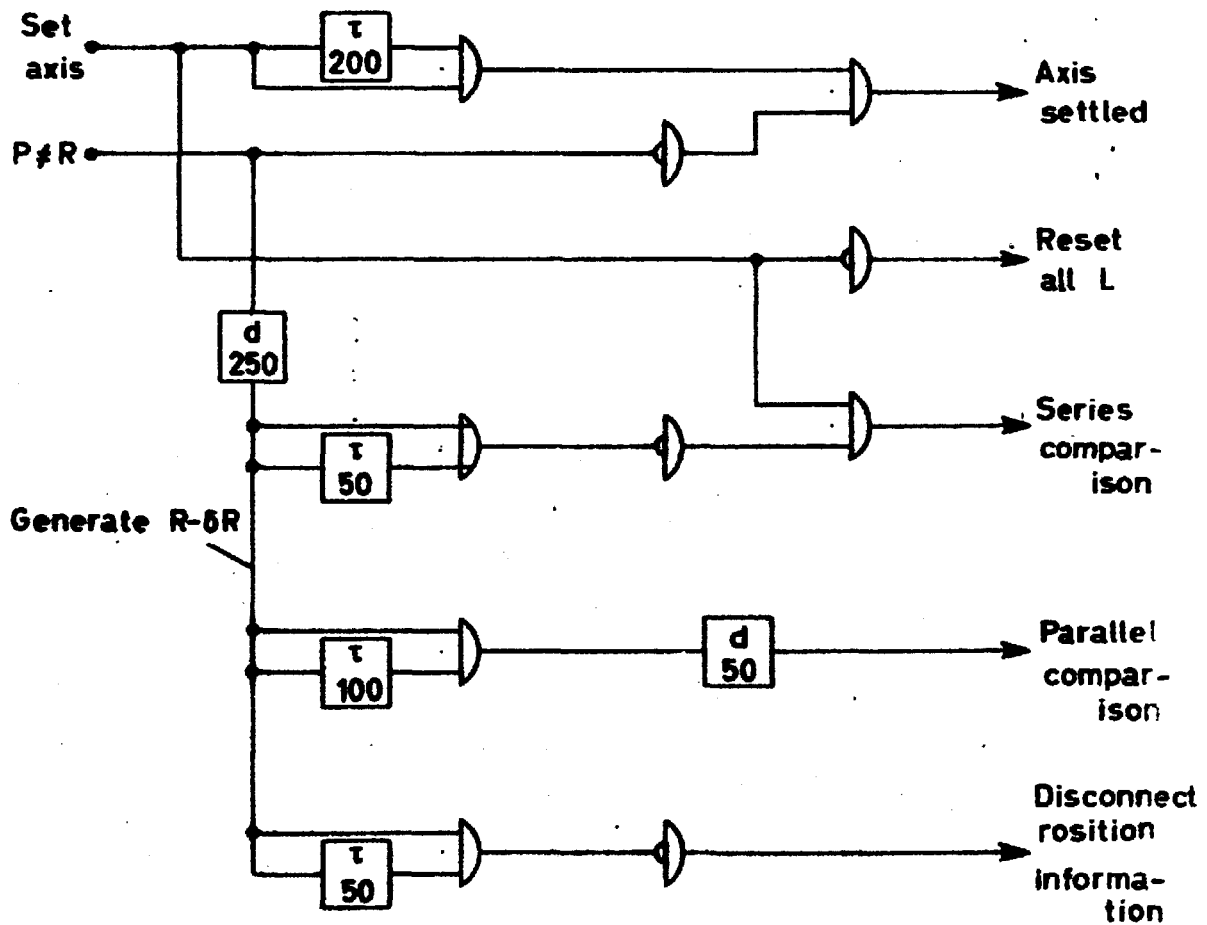 Set
axis
τ
200
Axis
settled
P≠R
Reset
all L
d
250
Series
compar-
ison
τ
50
Generate R-δR
Parallel
compar-
ison
τ
100
d
50
Disconnect
rosition
informa-
tion
τ
50